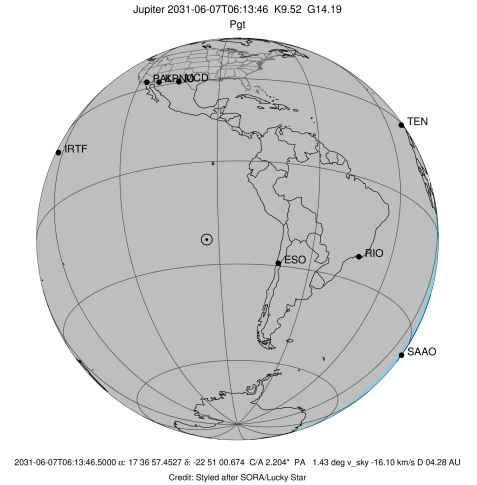 Jupiter 2031-06-07T06:13:46 K9.52 G14.19
Pgt
MCD
TEN
IRTF
ESO
RIO
SAAO
2031-06-07T06:13:46.5000 α: 17 36 57.4527 δ: -22 51 00.674 C/A 2.204" PA 1.43 deg v_sky -16.10 km/s D 04.28 AU
Credit: Styled after SORA/Lucky Star